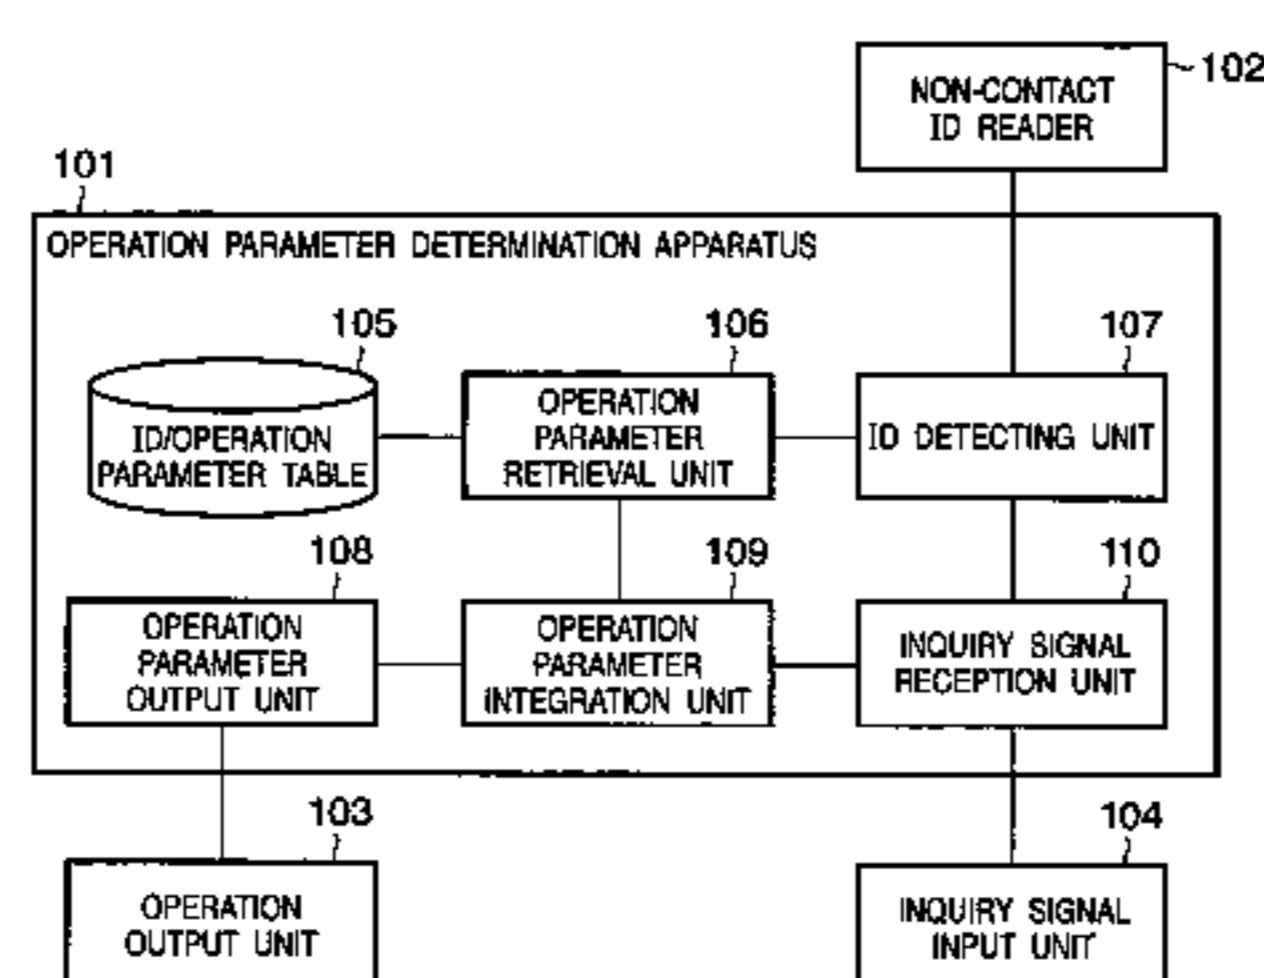 102
NON-CONTACT
ID READER
101
OPERATION PARAMETER DETERMINATION APPARATUS
105
106
107
ID/OPERATION
PARAMETER TABLE
OPERATION
PARAMETER
RETRIEVAL UNIT
ID DETECTING UNIT
108
109
110
OPERATION
PARAMETER
OUTPUT UNIT
OPERATION
PARAMETER
INTEGRATION UNIT
INQUIRY SIGNAL
RECEPTION UNIT
103
104
OPERATION
OUTPUT UNIT
INQUIRY SIGNAL
INPUT UNIT